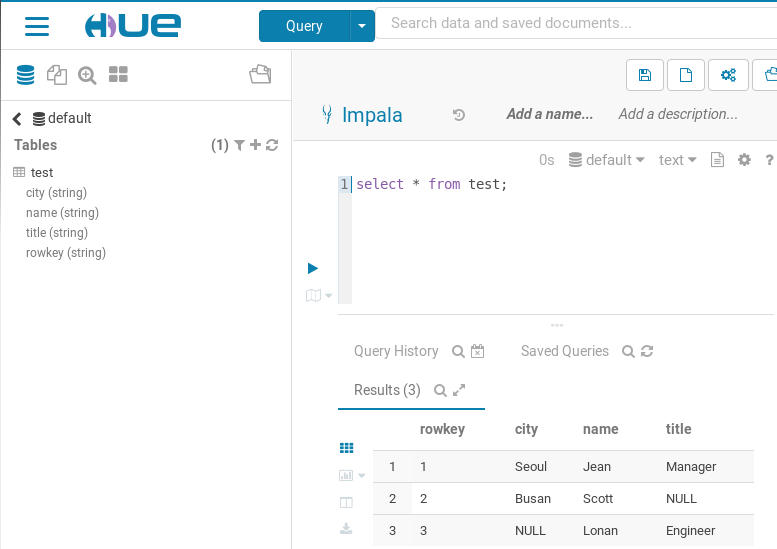 HUE
Query
Search data and saved documents...
default
Tables
(1)
test
city (string)
name (string)
title (string)
rowkey (string)
Impala
Add a name...
Add a description...
0s
default
text
?
1 select * from test;
Query History
Saved Queries
Results (3)
rowkey city name title
1 1 Seoul Jean Manager
2 2 Busan Scott NULL
3 3 NULL Lonan Engineer